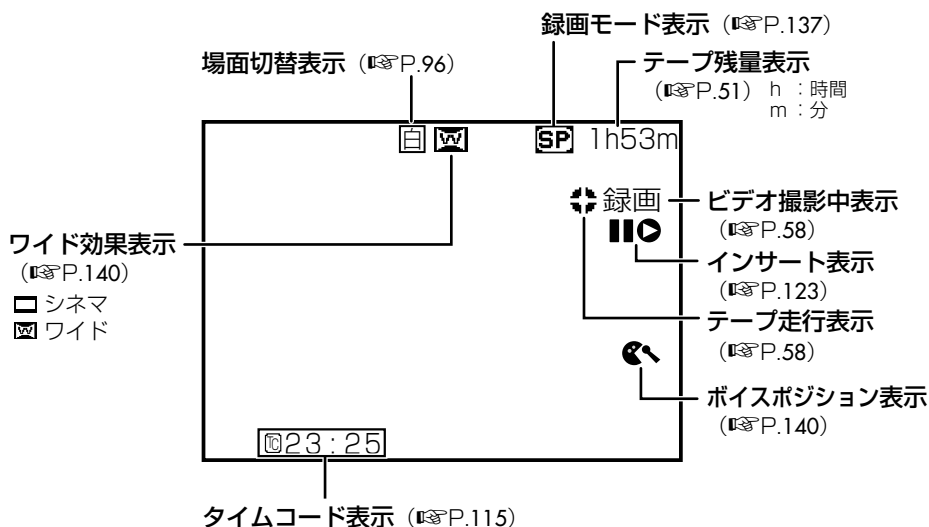 録画モード表示（☞P.137）
場面切替表示（☞P.96）
テープ残量表示
（☞P.51） h ：時間
m ：分
白 W SP 1h53m
録画
ビデオ撮影中表示
（☞P.58）
インサート表示
（☞P.123）
テープ走行表示
（☞P.58）
ボイスポジション表示
（☞P.140）
ワイド効果表示
（☞P.140）
シネマ
W ワイド
TC 23:25
タイムコード表示（☞P.115）